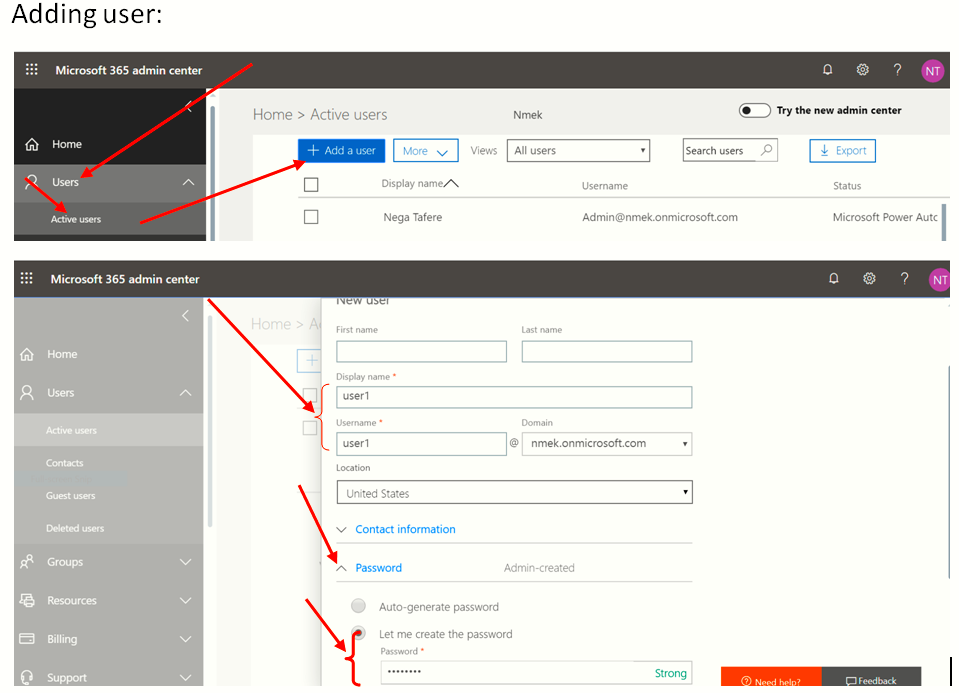 Adding user:
Microsoft 365 admin center
?
NT
Home > Active users
Nmek
Try the new admin center
Home
+ Add a user
More
Views
All users
Search users
Export
Users
Display name
Username
Status
Active users
Nega Tafere
Admin@nmek.onmicrosoft.com
Microsoft Power Auto
Microsoft 365 admin center
?
NT
New user
Home > A
First name
Last name
Home
Display name *
user1
Users
Username *
Domain
Active users
user1
@
nmek.onmicrosoft.com
Contacts
Location
United States
Guest users
Deleted users
Contact information
Groups
Password
Admin-created
Resources
Auto-generate password
Billing
Let me create the password
Password *
••••••••
Strong
Support
Need help?
Feedback